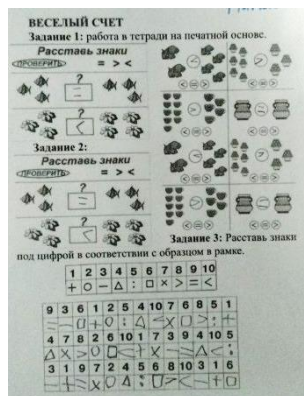 ВЕСЕЛЫЙ СЧЕТ
Задание 1: работа в тетради на печатной основе.
Расставь знаки
ПРОВЕРИТЬ = > <
?
=
?
<
Задание 2:
Расставь знаки
ПРОВЕРИТЬ = > <
?
=
?
<
< = >
< = >
< = >
< = >
< = >
< = >
Задание 3: Расставь знаки
под цифрой в соответствии с образцом в рамке.
1 2 3 4 5 6 7 8 9 10
+ О − △ : □ × > = <
9 3 6 1 2 5 4 10 7 6 8 5 1
4 7 8 2 6 10 1 7 3 9 4 10 5
3 1 9 7 2 4 5 6 8 10 3 1 6